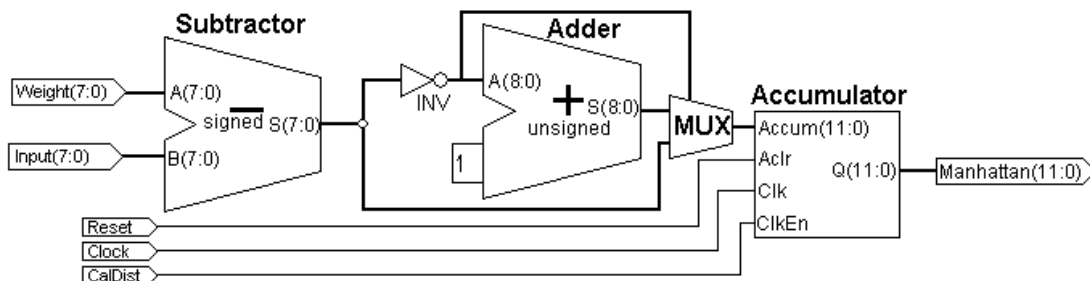 Subtractor
Adder
Accumulator
Weight(7:0)
A(7:0)
signed
S(7:0)
Input(7:0)
B(7:0)
INV
A(8:0)
S(8:0)
unsigned
1
MUX
Accum(11:0)
Aclr
Q(11:0)
Clk
ClkEn
Manhattan(11:0)
Reset
Clock
CalDist